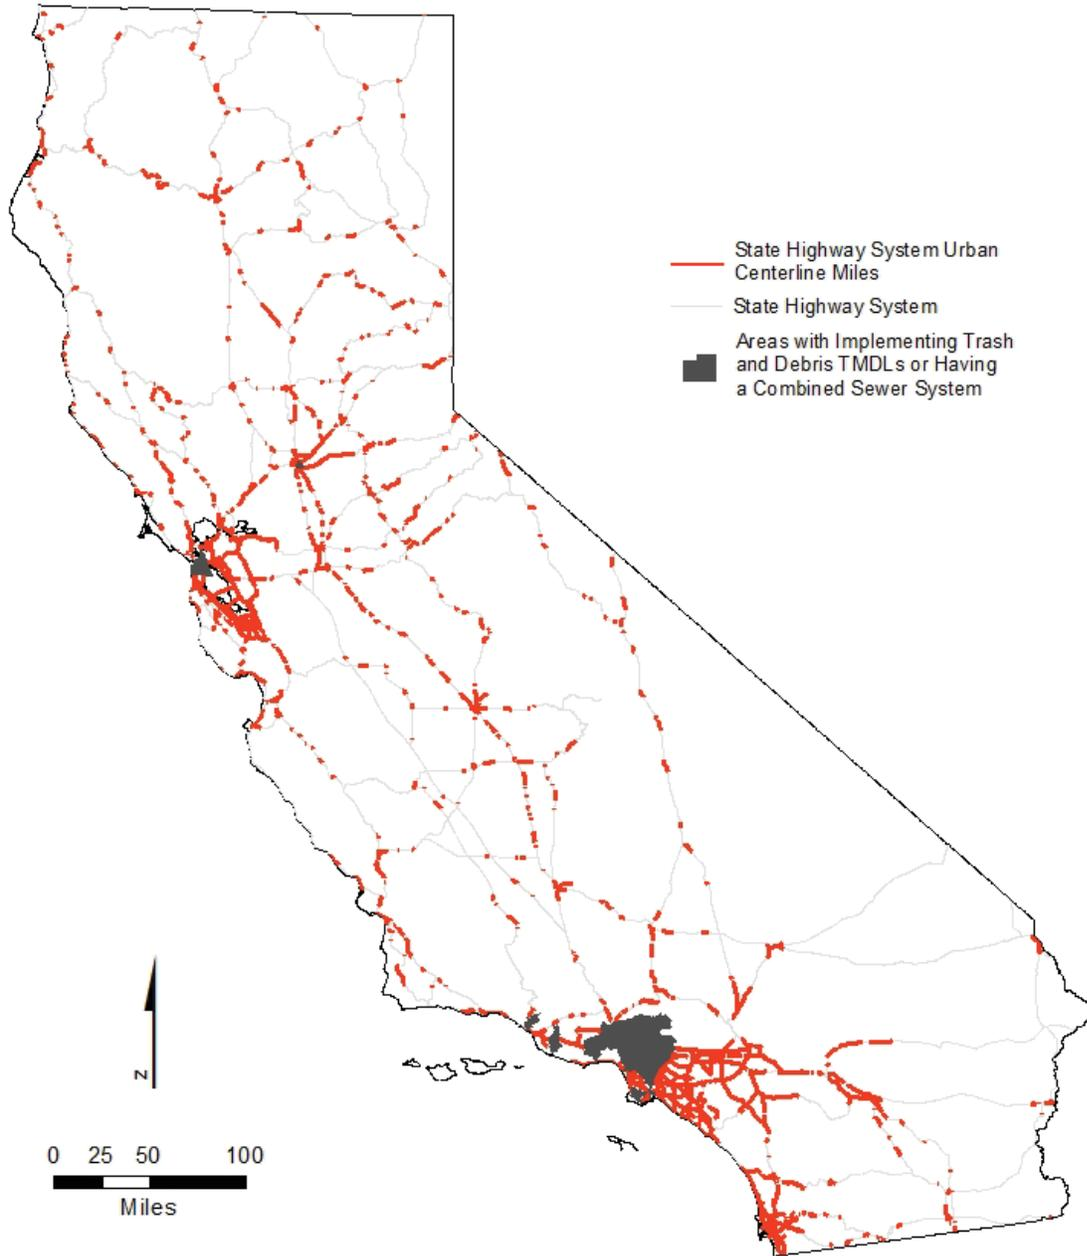 State Highway System Urban
Centerline Miles
State Highway System
Areas with Implementing Trash
and Debris TMDLs or Having
a Combined Sewer System
N
0 25 50 100
Miles